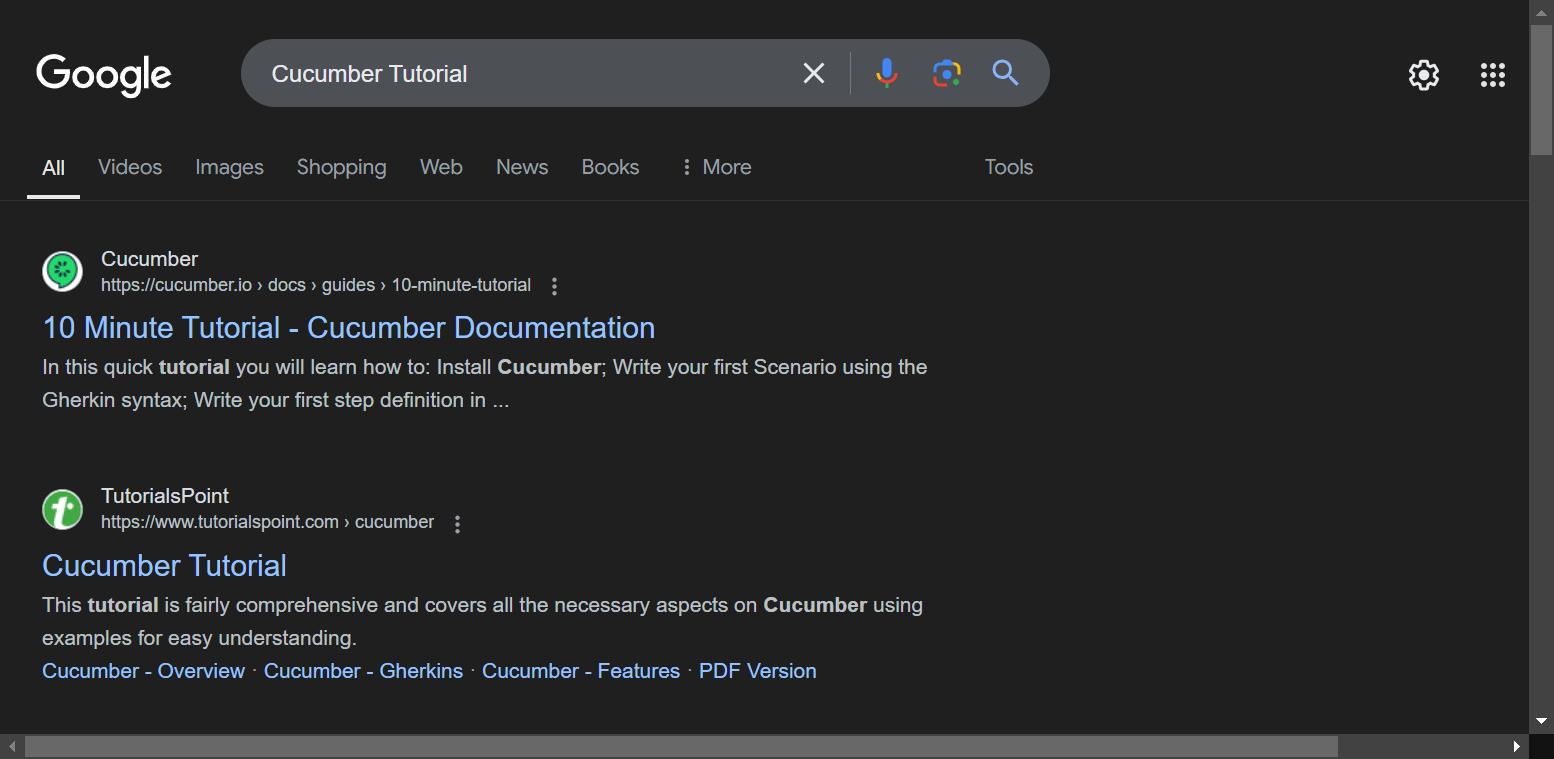 Google
Cucumber Tutorial
All Videos Images Shopping Web News Books More Tools
Cucumber
https://cucumber.io › docs › guides › 10-minute-tutorial
10 Minute Tutorial - Cucumber Documentation
In this quick tutorial you will learn how to: Install Cucumber; Write your first Scenario using the
Gherkin syntax; Write your first step definition in ...
TutorialsPoint
https://www.tutorialspoint.com › cucumber
Cucumber Tutorial
This tutorial is fairly comprehensive and covers all the necessary aspects on Cucumber using
examples for easy understanding.
Cucumber - Overview · Cucumber - Gherkins · Cucumber - Features · PDF Version